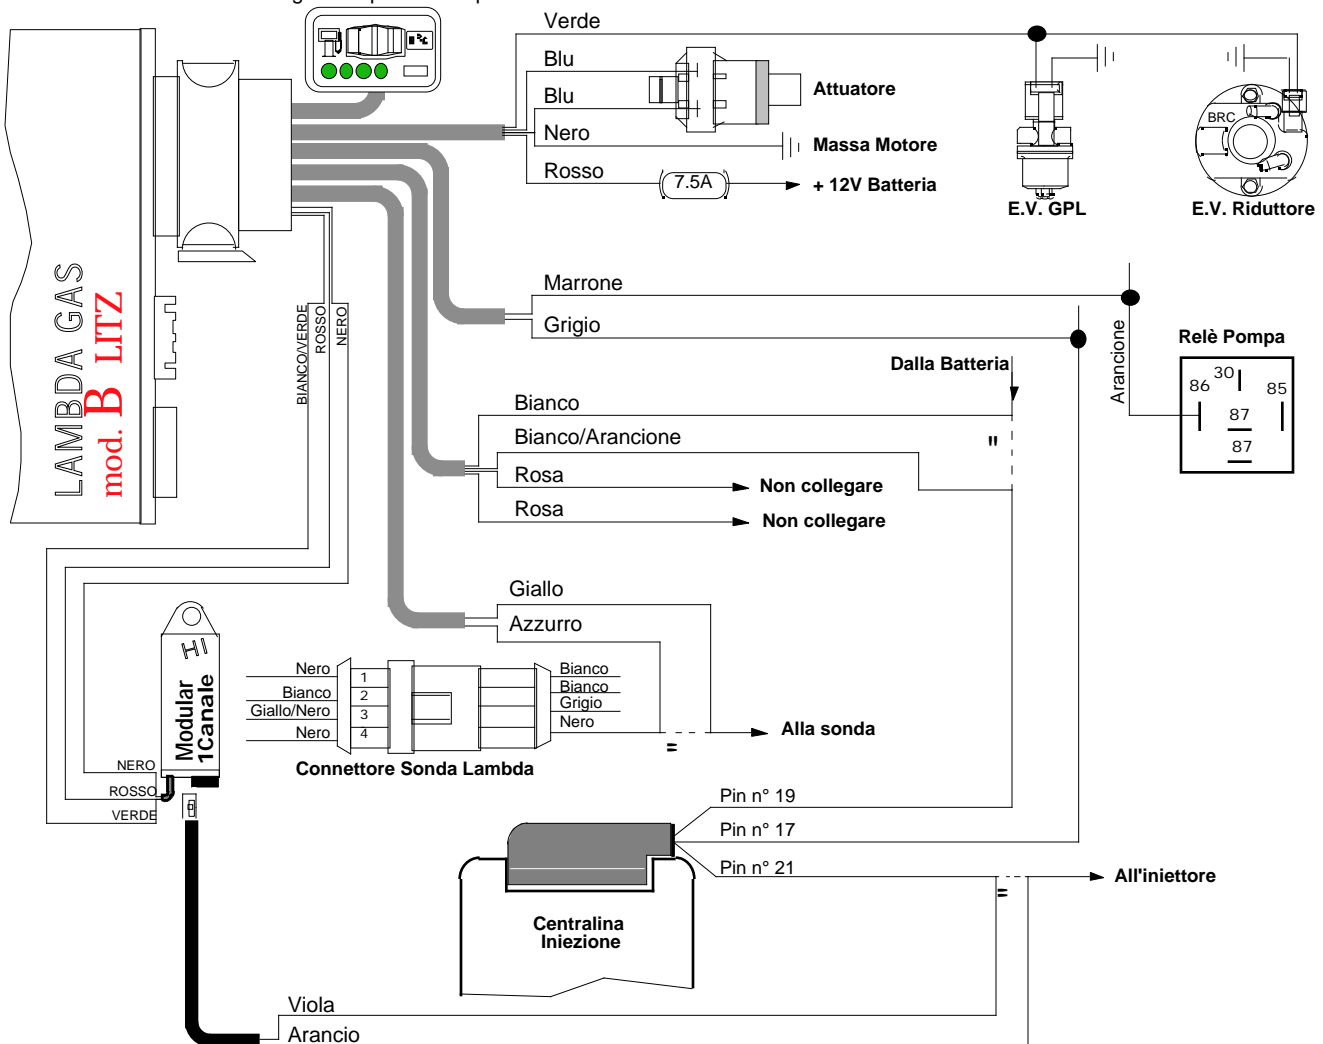 Verde
Blu
Attuatore
Blu
Nero
Massa Motore
Rosso
7.5A
+ 12V Batteria
BRC
E.V. GPL
E.V. Riduttore
LAMBDA GAS
mod. B LITZ
BIANCO/VERDE
ROSSO
NERO
Marrone
Grigio
Arancione
Relè Pompa
30
86
85
87
87
Dalla Batteria
Bianco
"
Bianco/Arancione
Rosa
Non collegare
Rosa
Non collegare
Giallo
Azzurro
HI
Modular
1Canale
Nero
1
Bianco
Bianco
2
Bianco
Giallo/Nero
3
Grigio
Nero
4
Nero
"
Alla sonda
Connettore Sonda Lambda
NERO
ROSSO
VERDE
Pin n° 19
Pin n° 17
Pin n° 21
"
All'iniettore
Centralina
Iniezione
Viola
Arancio